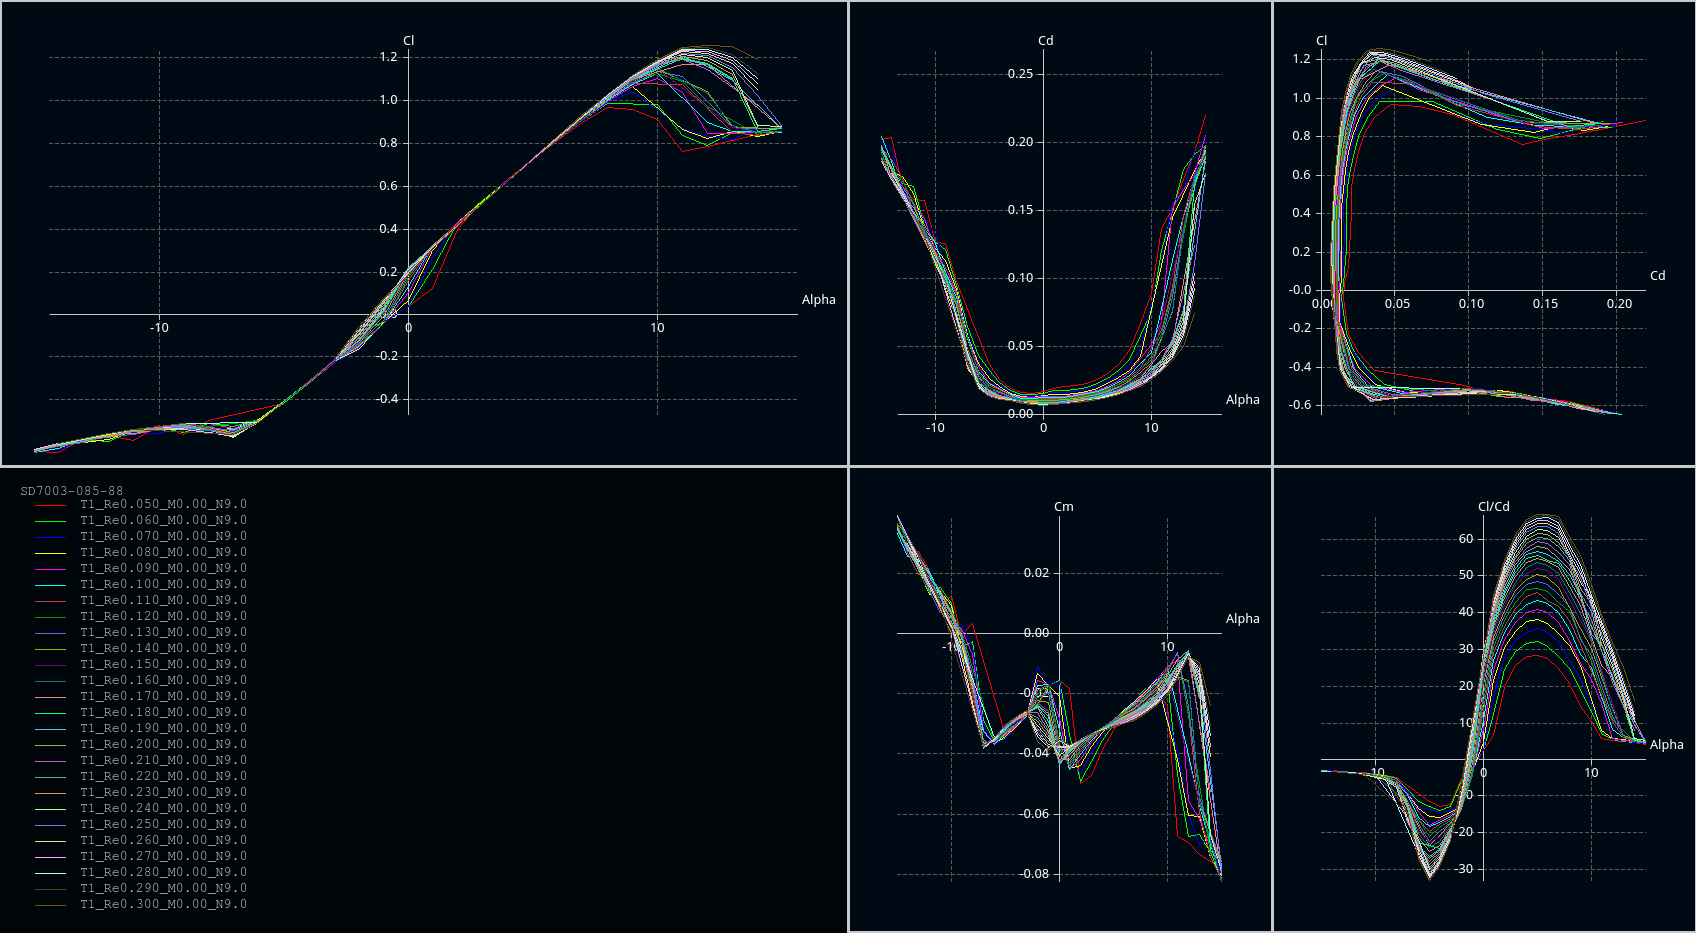 Cl
1.2
1.0
0.8
0.6
0.4
0.2
0.0
-0.2
-0.4
-10
0
10
Alpha
Cd
0.25
0.20
0.15
0.10
0.05
0.00
-10
0
10
Alpha
Cl
1.2
1.0
0.8
0.6
0.4
0.2
-0.0
-0.2
-0.4
-0.6
0.00
0.05
0.10
0.15
0.20
Cd
SD7003-085-88
T1_Re0.050_M0.00_N9.0
T1_Re0.060_M0.00_N9.0
T1_Re0.070_M0.00_N9.0
T1_Re0.080_M0.00_N9.0
T1_Re0.090_M0.00_N9.0
T1_Re0.100_M0.00_N9.0
T1_Re0.110_M0.00_N9.0
T1_Re0.120_M0.00_N9.0
T1_Re0.130_M0.00_N9.0
T1_Re0.140_M0.00_N9.0
T1_Re0.150_M0.00_N9.0
T1_Re0.160_M0.00_N9.0
T1_Re0.170_M0.00_N9.0
T1_Re0.180_M0.00_N9.0
T1_Re0.190_M0.00_N9.0
T1_Re0.200_M0.00_N9.0
T1_Re0.210_M0.00_N9.0
T1_Re0.220_M0.00_N9.0
T1_Re0.230_M0.00_N9.0
T1_Re0.240_M0.00_N9.0
T1_Re0.250_M0.00_N9.0
T1_Re0.260_M0.00_N9.0
T1_Re0.270_M0.00_N9.0
T1_Re0.280_M0.00_N9.0
T1_Re0.290_M0.00_N9.0
T1_Re0.300_M0.00_N9.0
Cm
0.02
0.00
-0.02
-0.04
-0.06
-0.08
-10
0
10
Alpha
Cl/Cd
60
50
40
30
20
10
-10
-20
-30
-10
0
10
Alpha